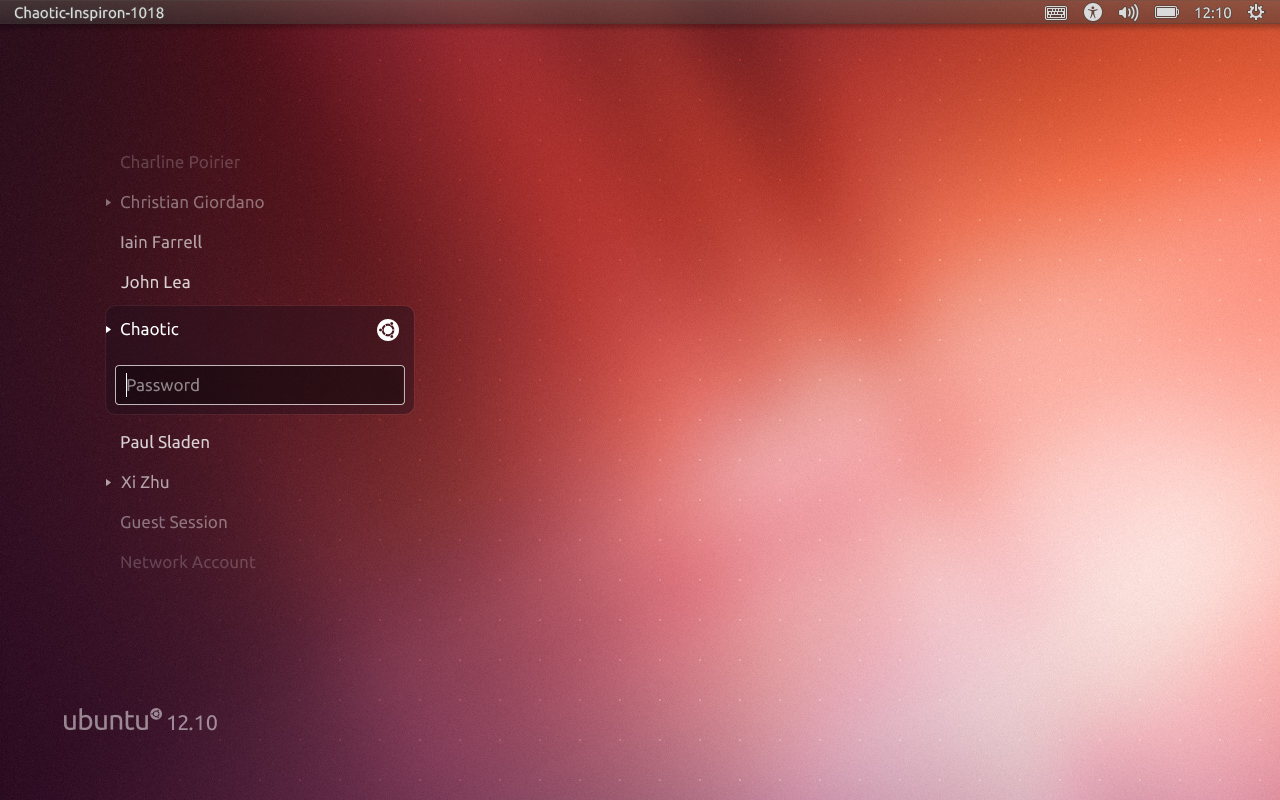 Chaotic-Inspiron-1018 12:10
Charline Poirier
Christian Giordano
Iain Farrell
John Lea
Chaotic
Password
Paul Sladen
Xi Zhu
Guest Session
Network Account
ubuntu 12.10